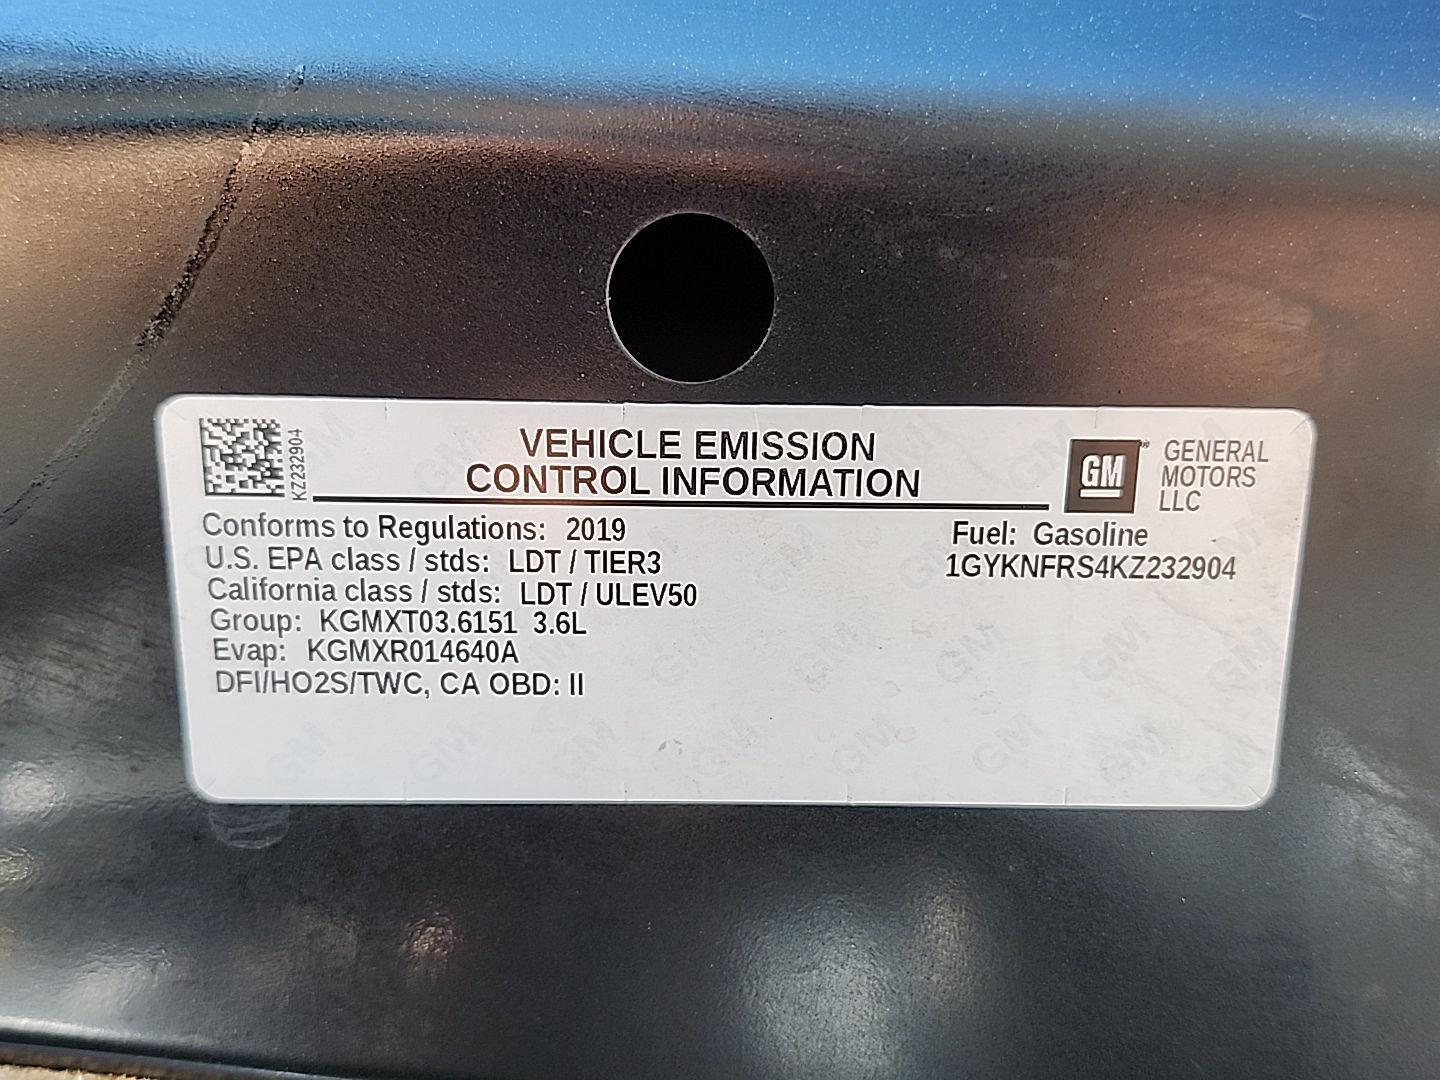 KZ232904
VEHICLE EMISSION
CONTROL INFORMATION
GM
GENERAL
MOTORS
LLC
Conforms to Regulations: 2019
U.S. EPA class / stds: LDT / TIER3
California class / stds: LDT / ULEV50
Group: KGMXT03.6151 3.6L
Evap: KGMXR014640A
DFI/HO2S/TWC, CA OBD: II
Fuel: Gasoline
1GYKNFRS4KZ232904